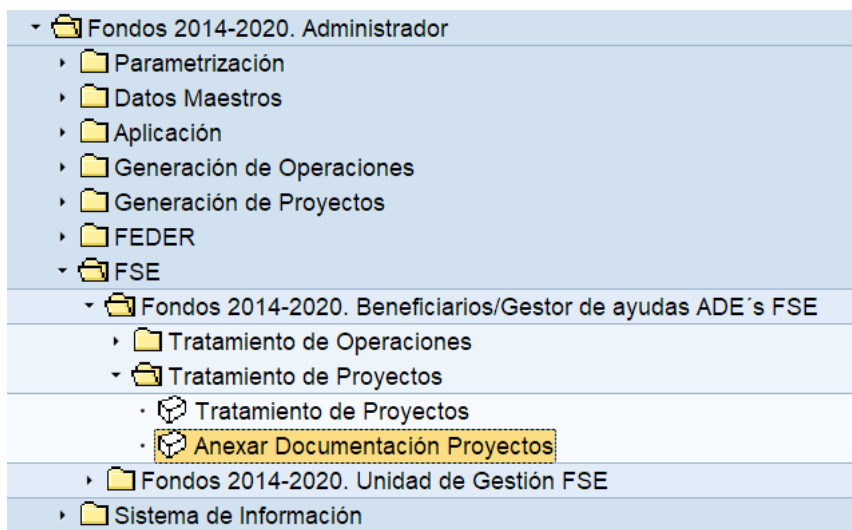 Fondos 2014-2020. Administrador
Parametrización
Datos Maestros
Aplicación
Generación de Operaciones
Generación de Proyectos
FEDER
FSE
Fondos 2014-2020. Beneficiarios/Gestor de ayudas ADE´s FSE
Tratamiento de Operaciones
Tratamiento de Proyectos
Tratamiento de Proyectos
Anexar Documentación Proyectos
Fondos 2014-2020. Unidad de Gestión FSE
Sistema de Información